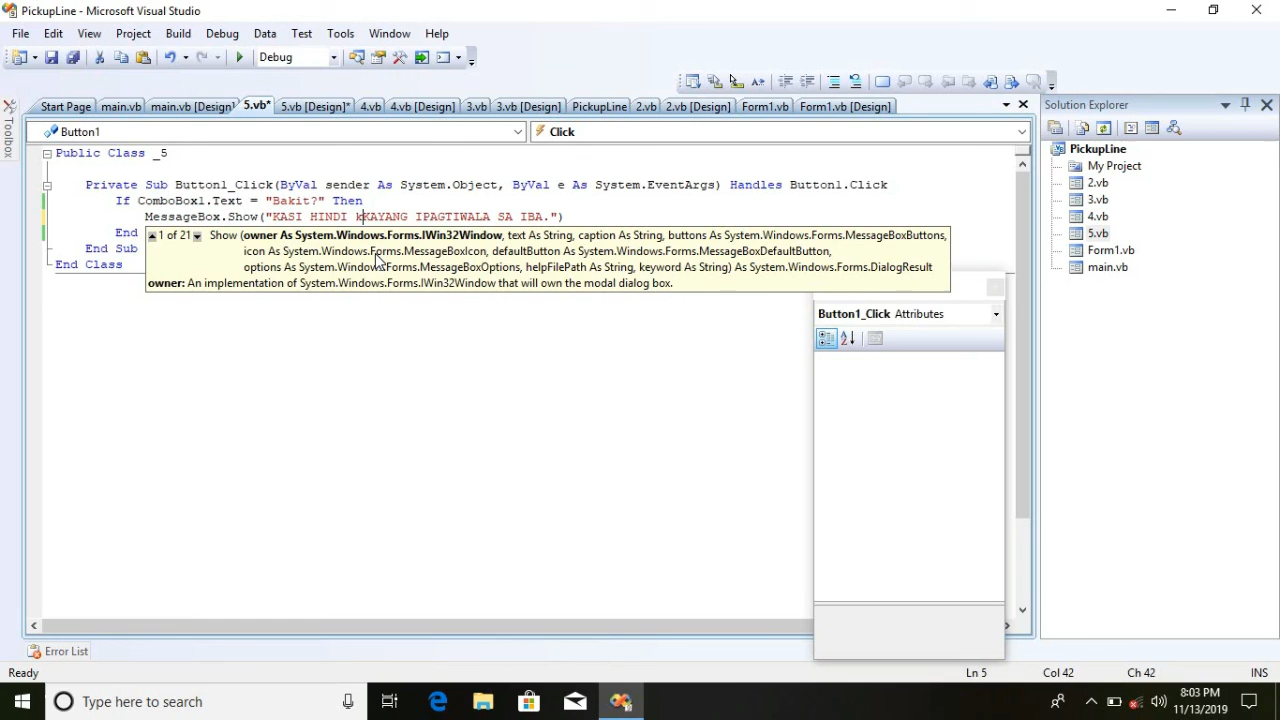 PickupLine - Microsoft Visual Studio
File Edit View Project Build Debug Data Test Tools Window Help
Debug
Start Page main.vb main.vb [Design] 5.vb* 5.vb [Design]* 4.vb 4.vb [Design] 3.vb 3.vb [Design] PickupLine 2.vb 2.vb [Design] Form1.vb Form1.vb [Design]
Solution Explorer
Toolbox
Button1 Click
Public Class _5
Private Sub Button1_Click(ByVal sender As System.Object, ByVal e As System.EventArgs) Handles Button1.Click
If ComboBox1.Text = "Bakit?" Then
MessageBox.Show("KASI HINDI kKAYANG IPAGTIWALA SA IBA.")
End
End Sub
End Class
1 of 21 Show (owner As System.Windows.Forms.IWin32Window, text As String, caption As String, buttons As System.Windows.Forms.MessageBoxButtons,
icon As System.Windows.Forms.MessageBoxIcon, defaultButton As System.Windows.Forms.MessageBoxDefaultButton,
options As System.Windows.Forms.MessageBoxOptions, helpFilePath As String, keyword As String) As System.Windows.Forms.DialogResult
owner: An implementation of System.Windows.Forms.IWin32Window that will own the modal dialog box.
Button1_Click Attributes
PickupLine
My Project
2.vb
3.vb
4.vb
5.vb
Form1.vb
main.vb
Error List
Ready Ln 5 Col 42 Ch 42 INS
Type here to search
8:03 PM
11/13/2019